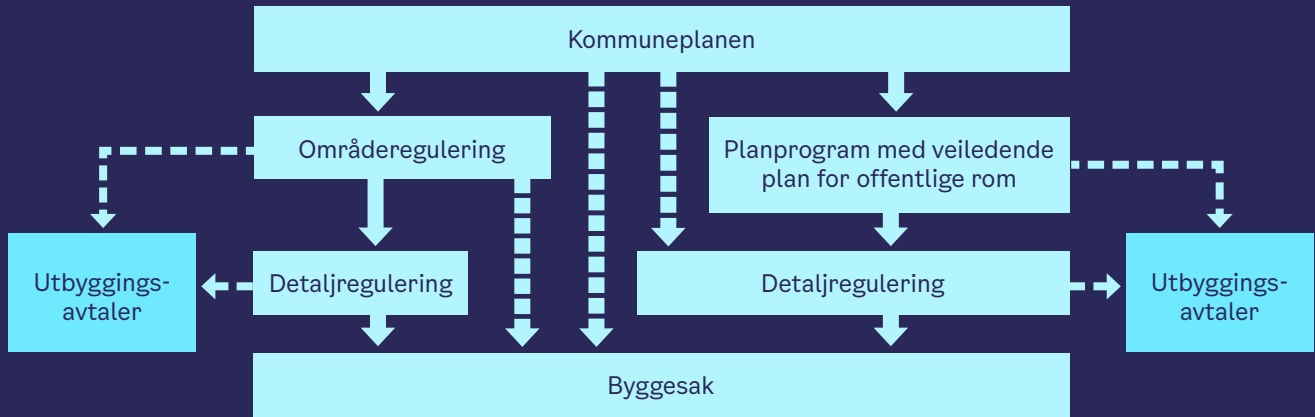 Kommuneplanen
Områderegulering
Planprogram med veiledende
plan for offentlige rom
Utbyggings-
avtaler
Detaljregulering
Detaljregulering
Utbyggings-
avtaler
Byggesak